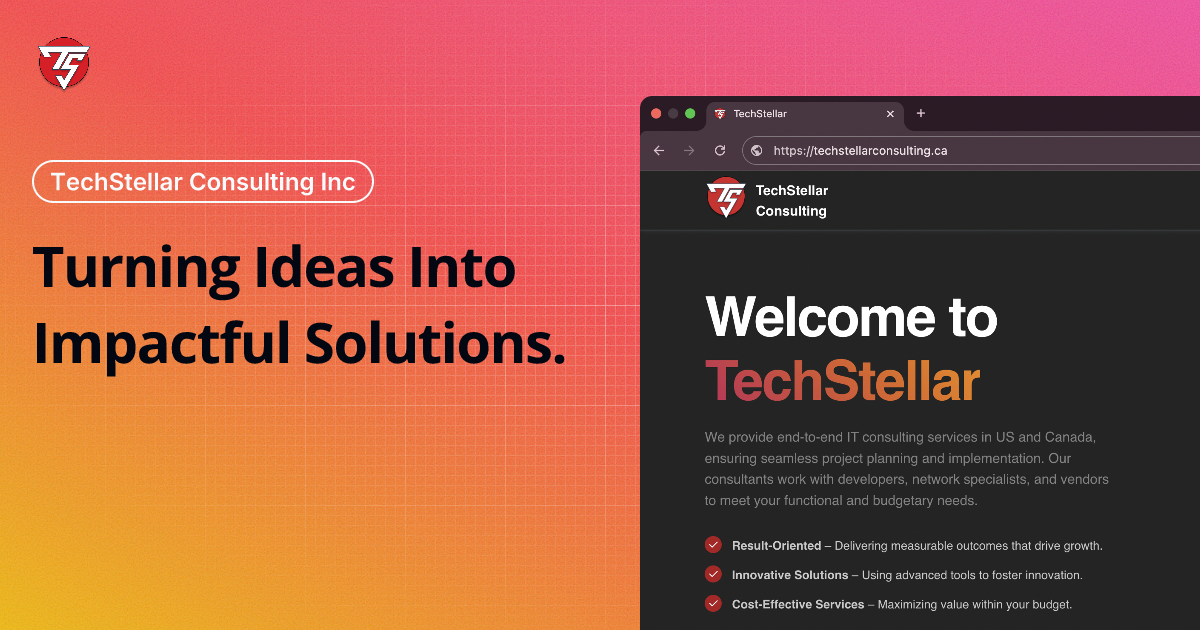 TS
TechStellar Consulting Inc
Turning Ideas Into
Impactful Solutions.
TechStellar
https://techstellarconsulting.ca
TS
TechStellar
Consulting
Welcome to
TechStellar
We provide end-to-end IT consulting services in US and Canada,
ensuring seamless project planning and implementation. Our
consultants work with developers, network specialists, and vendors
to meet your functional and budgetary needs.
Result-Oriented – Delivering measurable outcomes that drive growth.
Innovative Solutions – Using advanced tools to foster innovation.
Cost-Effective Services – Maximizing value within your budget.